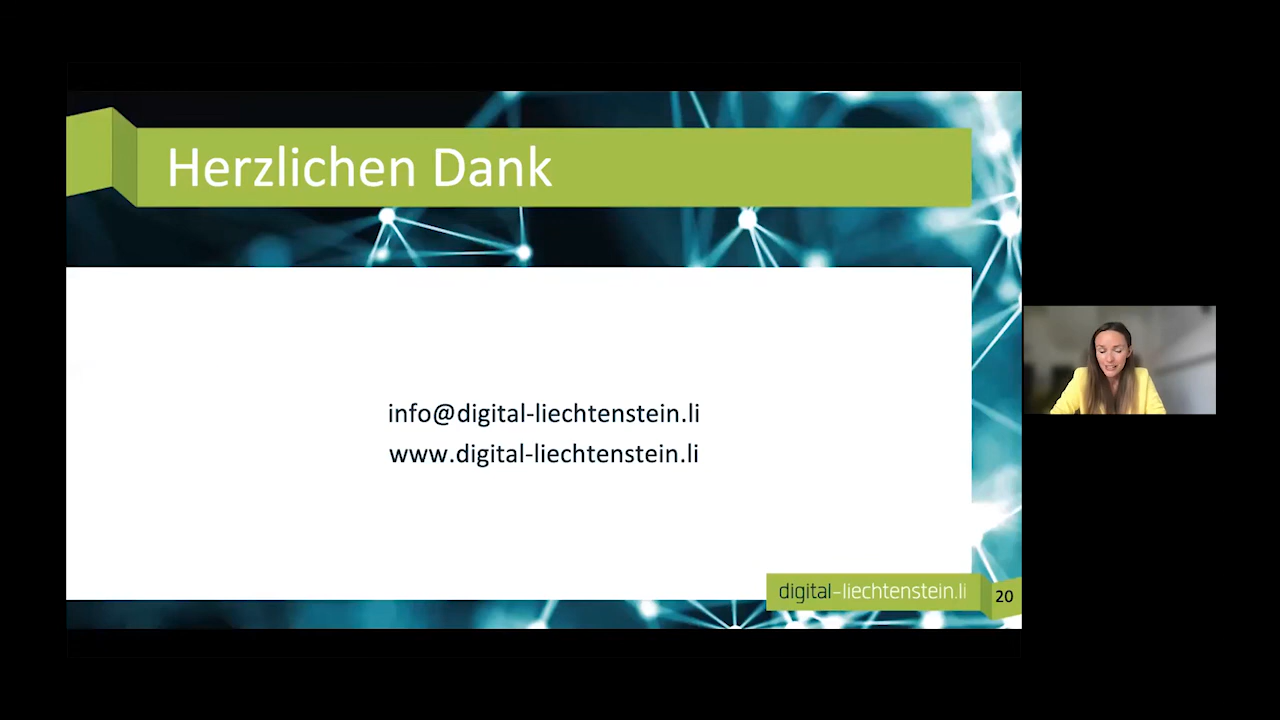 Herzlichen Dank
info@digital-liechtenstein.li
www.digital-liechtenstein.li
digital-liechtenstein.li
20